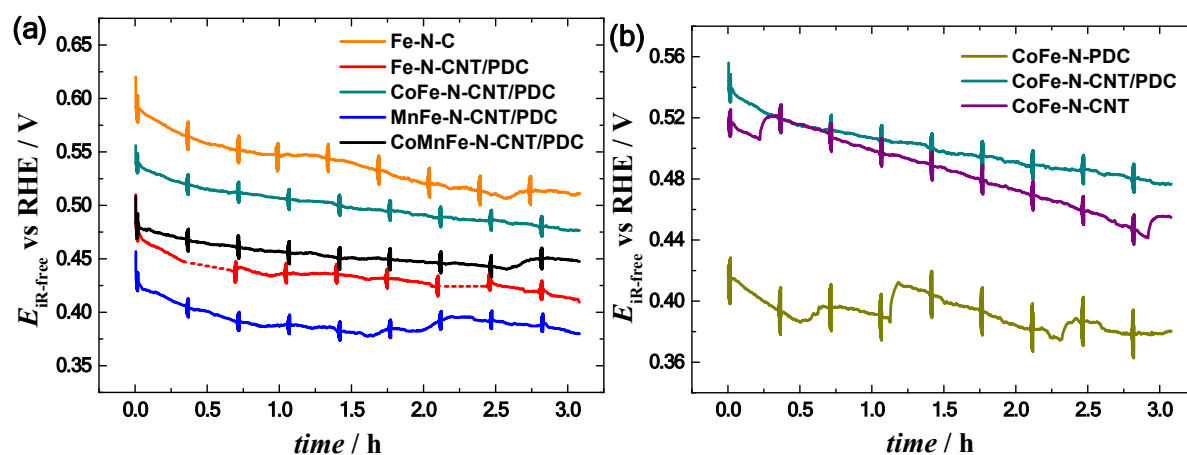 (a)
Fe-N-C
Fe-N-CNT/PDC
CoFe-N-CNT/PDC
MnFe-N-CNT/PDC
CoMnFe-N-CNT/PDC
0.65
0.60
0.55
0.50
0.45
0.40
0.35
E_iR-free vs RHE / V
0.0 0.5 1.0 1.5 2.0 2.5 3.0
time / h
(b)
CoFe-N-PDC
CoFe-N-CNT/PDC
CoFe-N-CNT
0.56
0.52
0.48
0.44
0.40
0.36
E_iR-free vs RHE / V
0.0 0.5 1.0 1.5 2.0 2.5 3.0
time / h